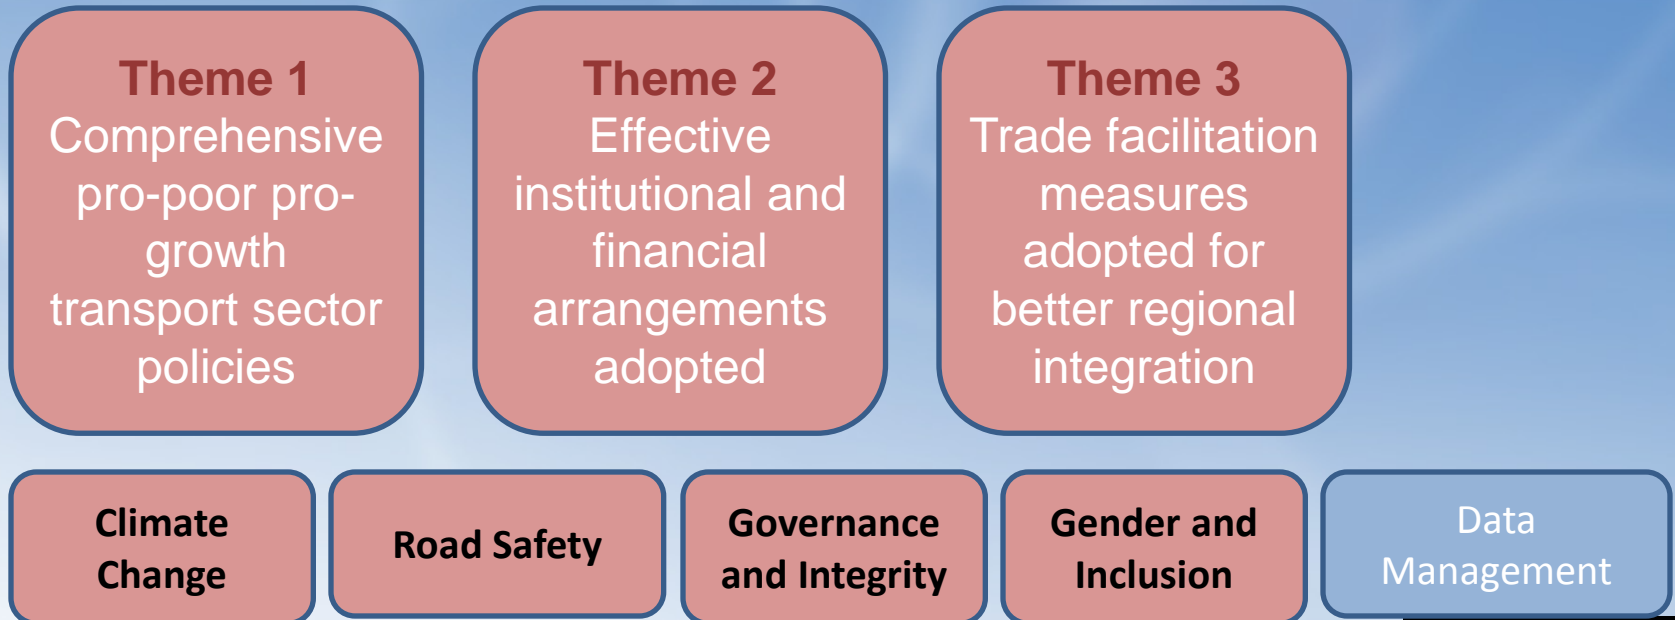 Theme 1
Comprehensive
pro-poor pro-
growth
transport sector
policies
Theme 2
Effective
institutional and
financial
arrangements
adopted
Theme 3
Trade facilitation
measures
adopted for
better regional
integration
Climate
Change
Road Safety
Governance
and Integrity
Gender and
Inclusion
Data
Management